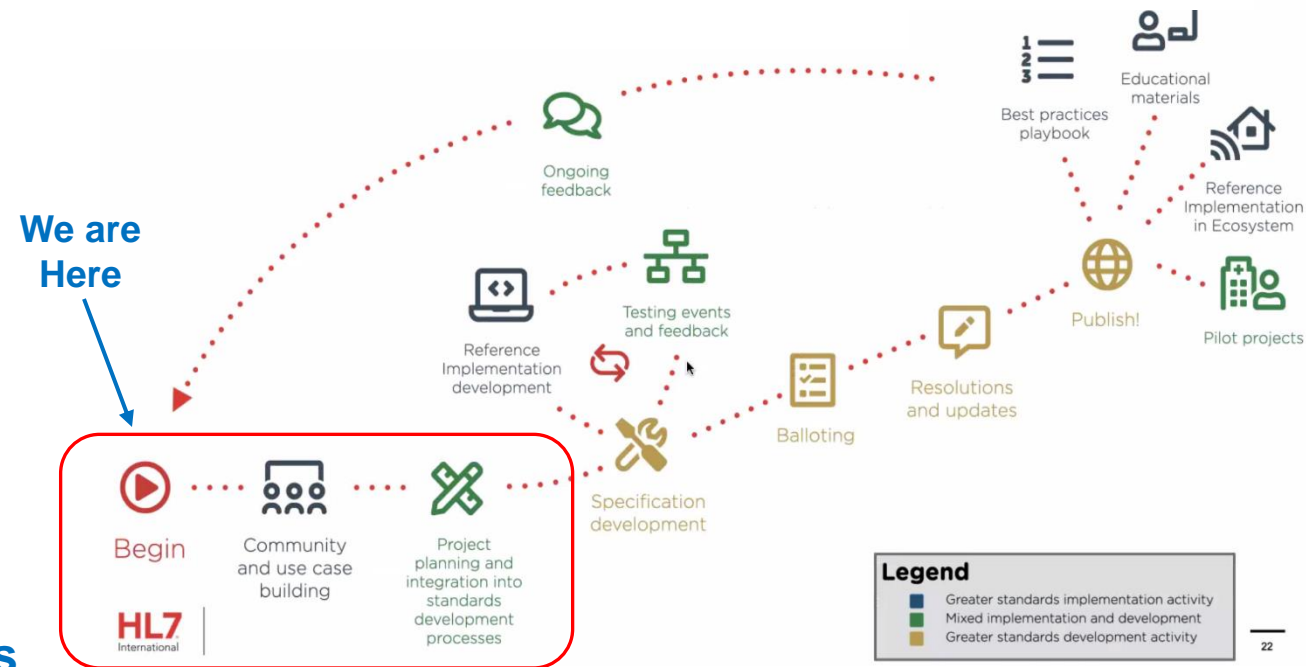 1
2
3
Educational
materials
Best practices
playbook
Ongoing
feedback
Reference
Implementation
in Ecosystem
We are
Here
Testing events
and feedback
Publish!
Pilot projects
Reference
Implementation
development
Resolutions
and updates
Balloting
Specification
development
Begin
Community
and use case
building
Project
planning and
integration into
standards
development
processes
HL7
International
Legend
Greater standards implementation activity
Mixed implementation and development
Greater standards development activity
22
s